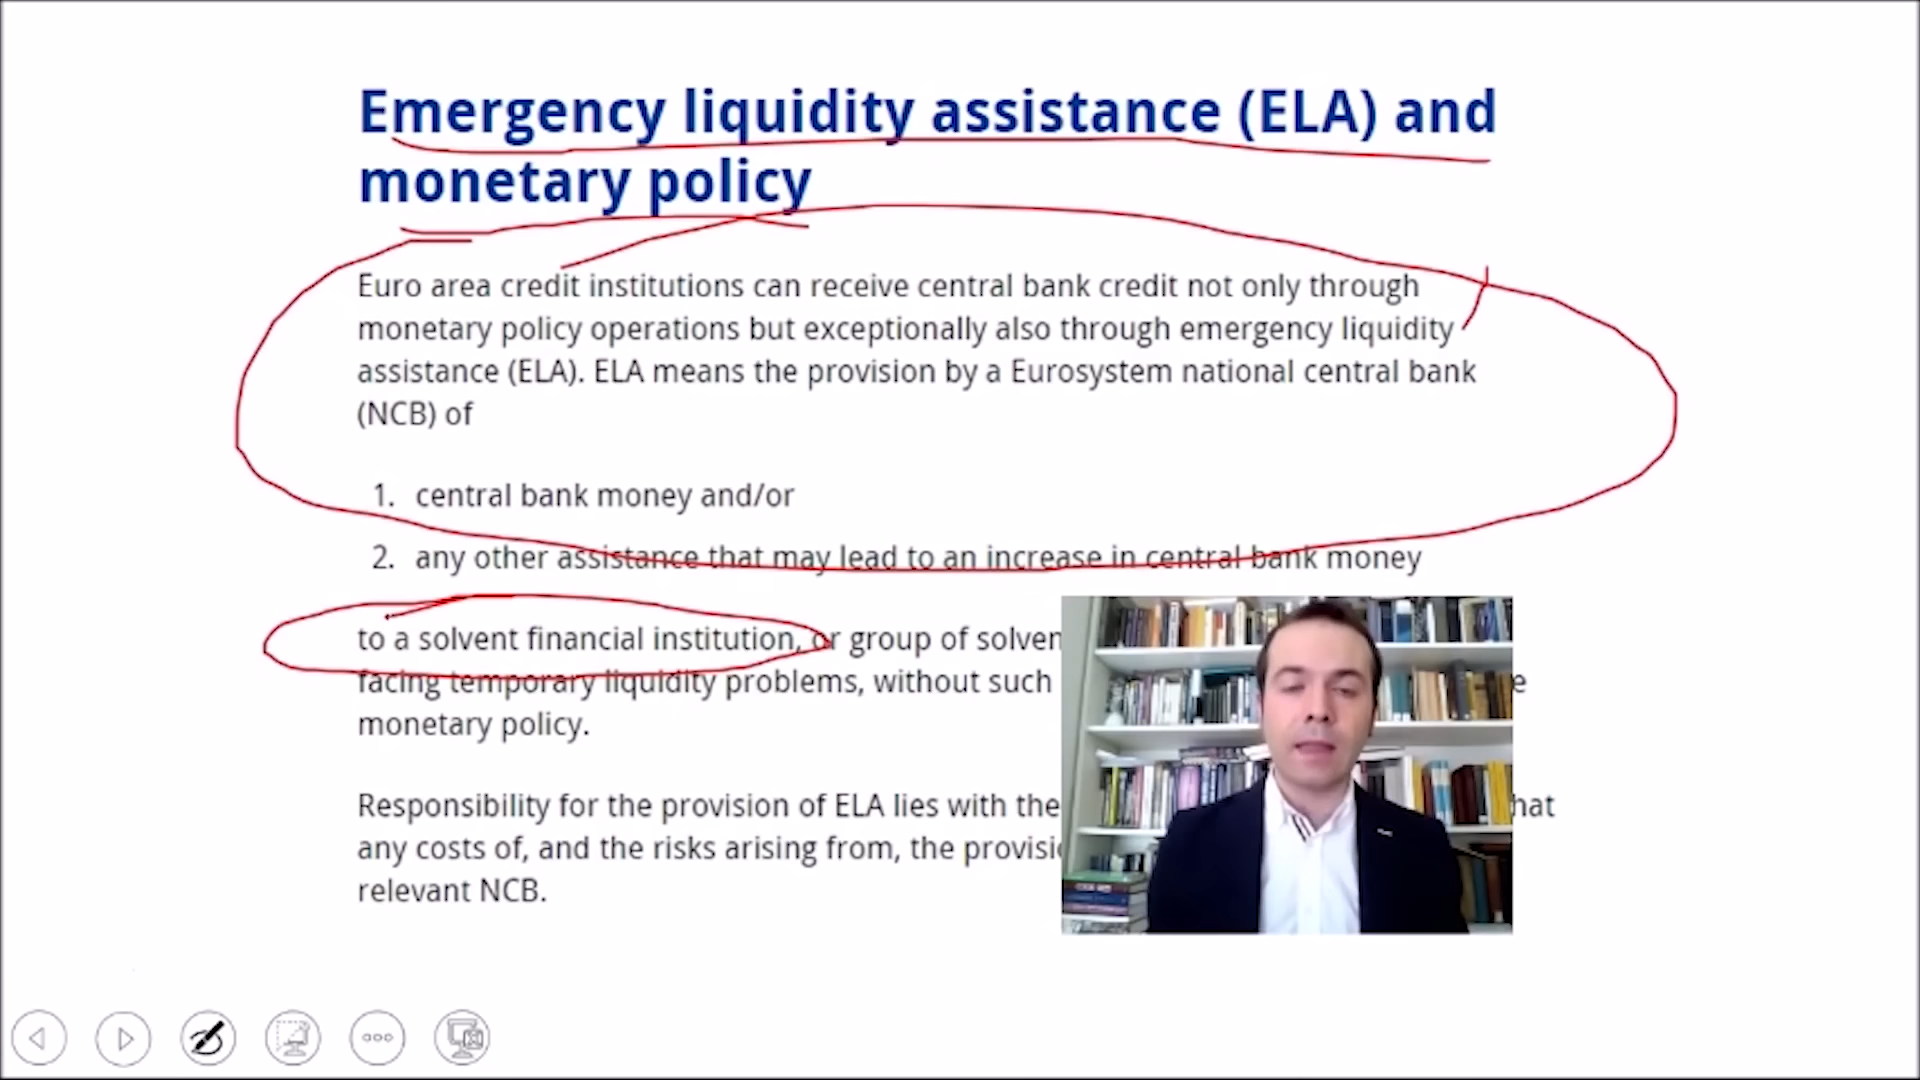 Emergency liquidity assistance (ELA) and
monetary policy
Euro area credit institutions can receive central bank credit not only through
monetary policy operations but exceptionally also through emergency liquidity
assistance (ELA). ELA means the provision by a Eurosystem national central bank
(NCB) of
1. central bank money and/or
2. any other assistance that may lead to an increase in central bank money
to a solvent financial institution, or group of
facing temporary liquidity problems, without such
monetary policy.
Responsibility for the provision of ELA lies with the
any costs of, and the risks arising from, the
relevant NCB.